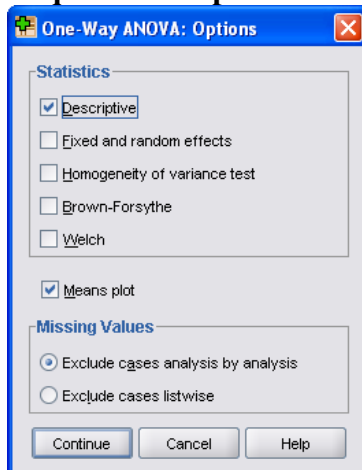 One-Way ANOVA: Options
Statistics
Descriptive
Fixed and random effects
Homogeneity of variance test
Brown-Forsythe
Welch
Means plot
Missing Values
Exclude cases analysis by analysis
Exclude cases listwise
Continue Cancel Help